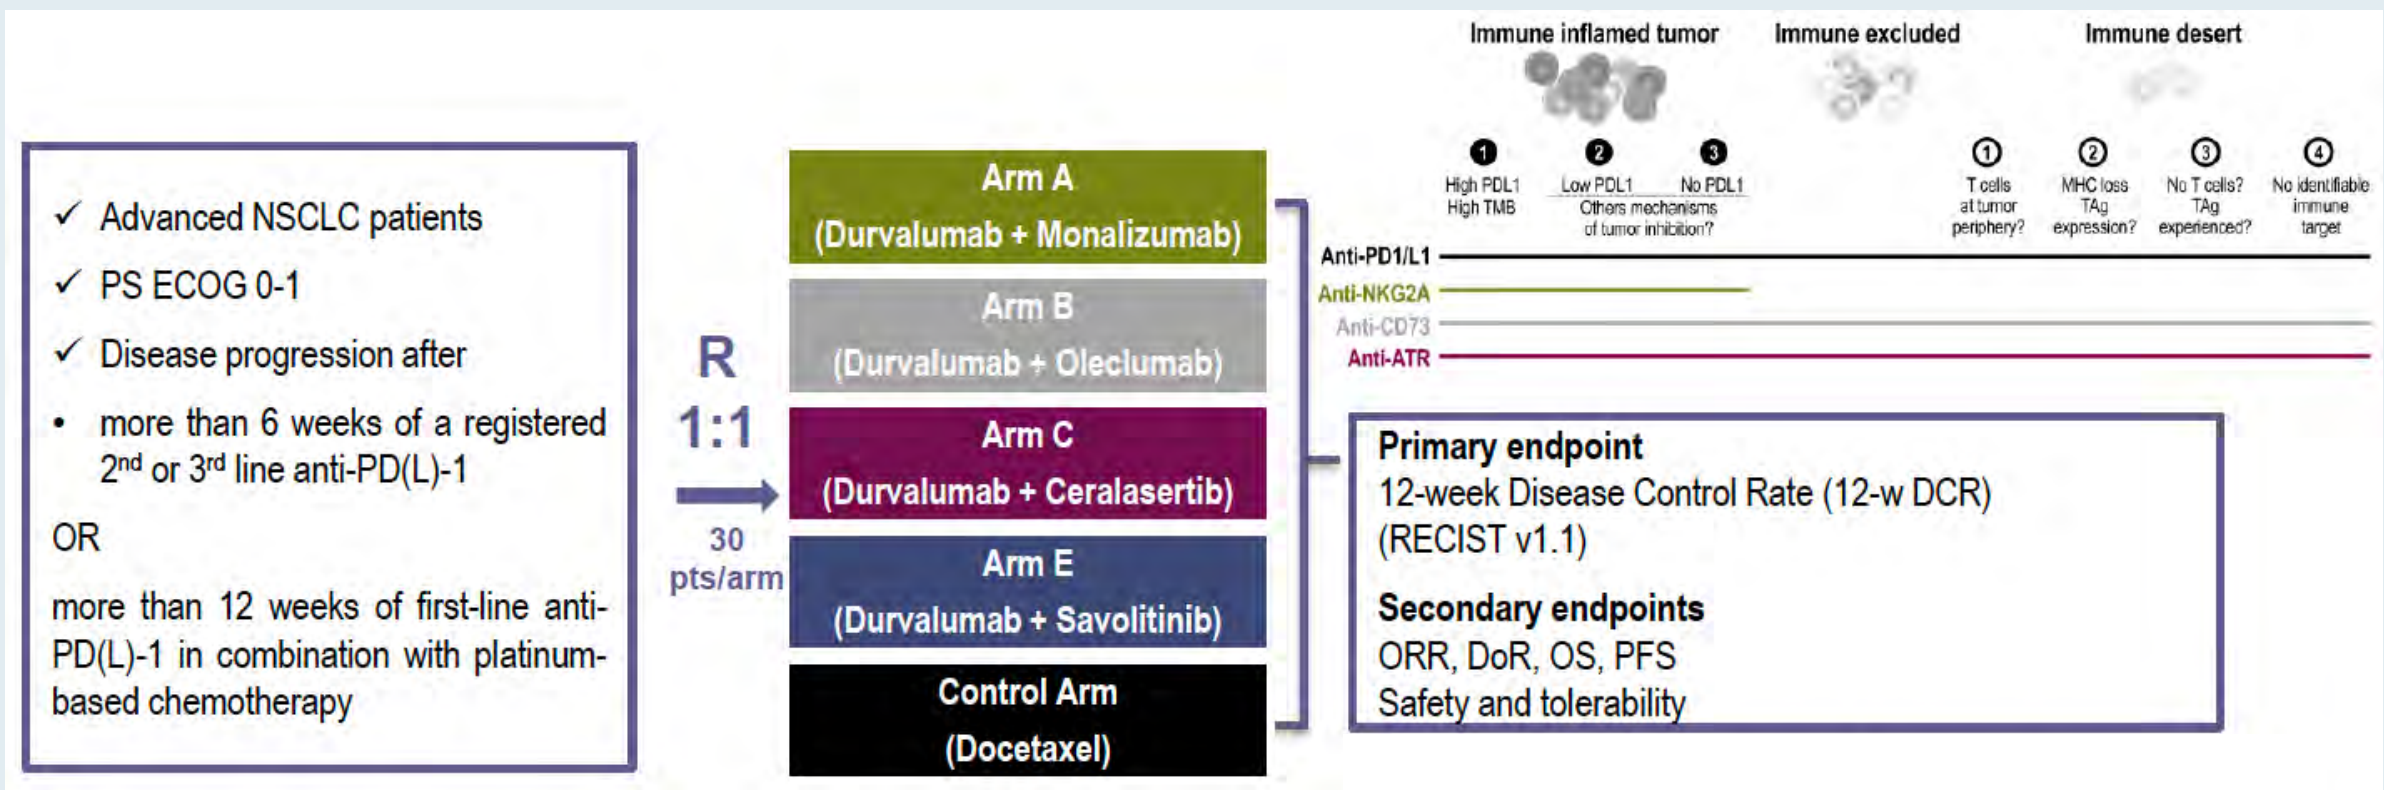 ✓ Advanced NSCLC patients
✓ PS ECOG 0-1
✓ Disease progression after
• more than 6 weeks of a registered
2nd or 3rd line anti-PD(L)-1
OR
more than 12 weeks of first-line anti-
PD(L)-1 in combination with platinum-
based chemotherapy
R
1:1
30
pts/arm
Arm A
(Durvalumab + Monalizumab)
Arm B
(Durvalumab + Oleclumab)
Arm C
(Durvalumab + Ceralasertib)
Arm E
(Durvalumab + Savolitinib)
Control Arm
(Docetaxel)
Immune inflamed tumor
Immune excluded
Immune desert
1
High PDL1
High TMB
2
Low PDL1
3
No PDL1
Others mechanisms
of tumor inhibition?
1
T cells
at tumor
periphery?
2
MHC loss
TAg
expression?
3
No T cells?
TAg
experienced?
4
No identifiable
immune
target
Anti-PD1/L1
Anti-NKG2A
Anti-CD73
Anti-ATR
Primary endpoint
12-week Disease Control Rate (12-w DCR)
(RECIST v1.1)
Secondary endpoints
ORR, DoR, OS, PFS
Safety and tolerability